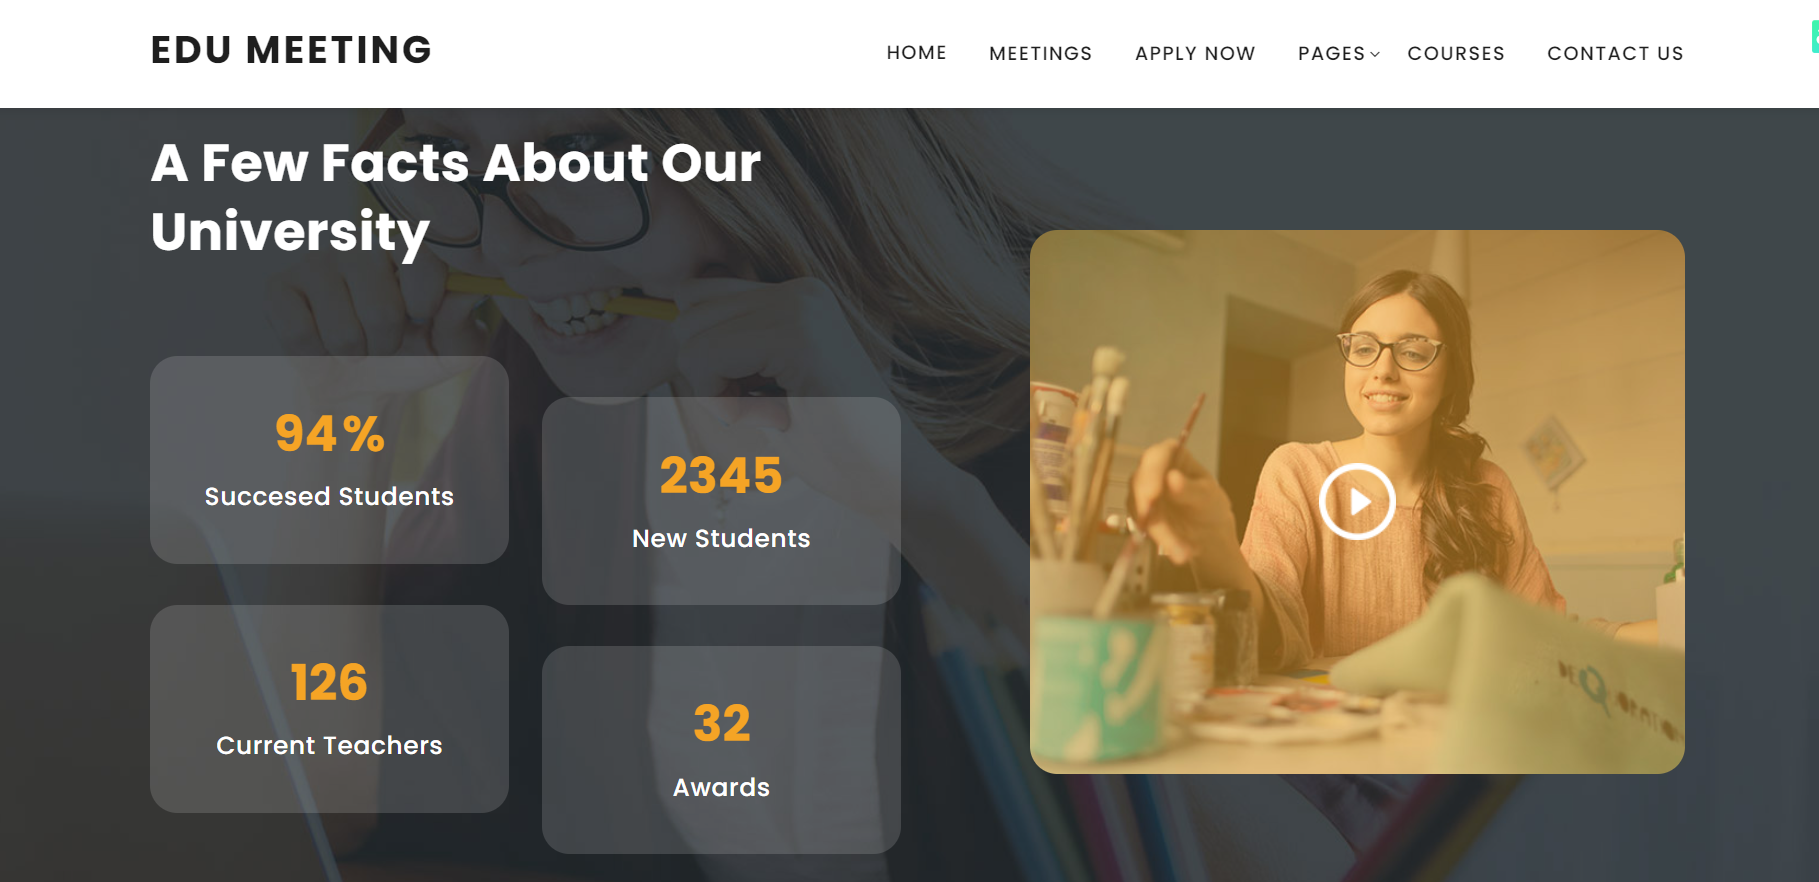 EDU MEETING
HOME MEETINGS APPLY NOW PAGES COURSES CONTACT US
A Few Facts About Our
University
94%
Succesed Students
2345
New Students
126
Current Teachers
32
Awards